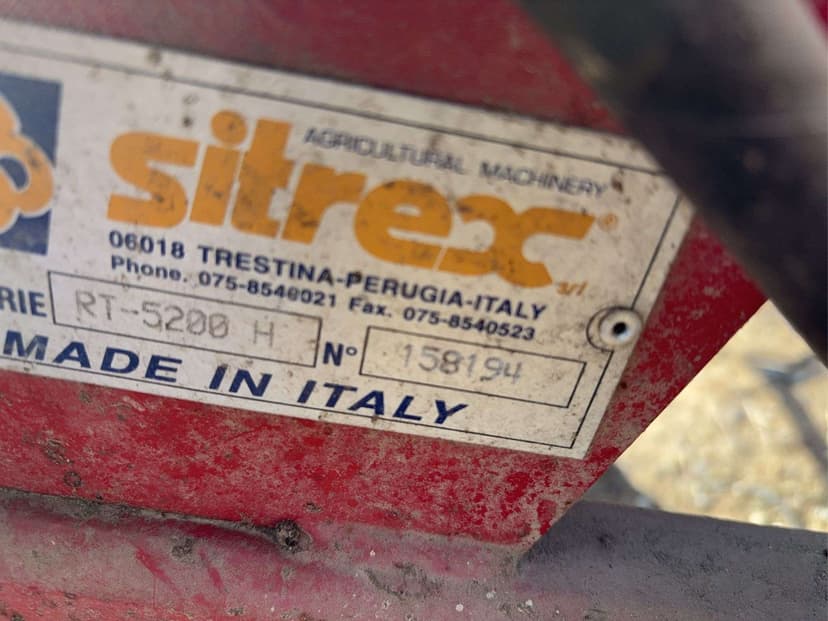 AGRICULTURAL MACHINERY
sitrex®
srl
06018 TRESTINA-PERUGIA-ITALY
Phone. 075-8540021 Fax. 075-8540523
RIE RT-5200 H N° 158194
MADE IN ITALY